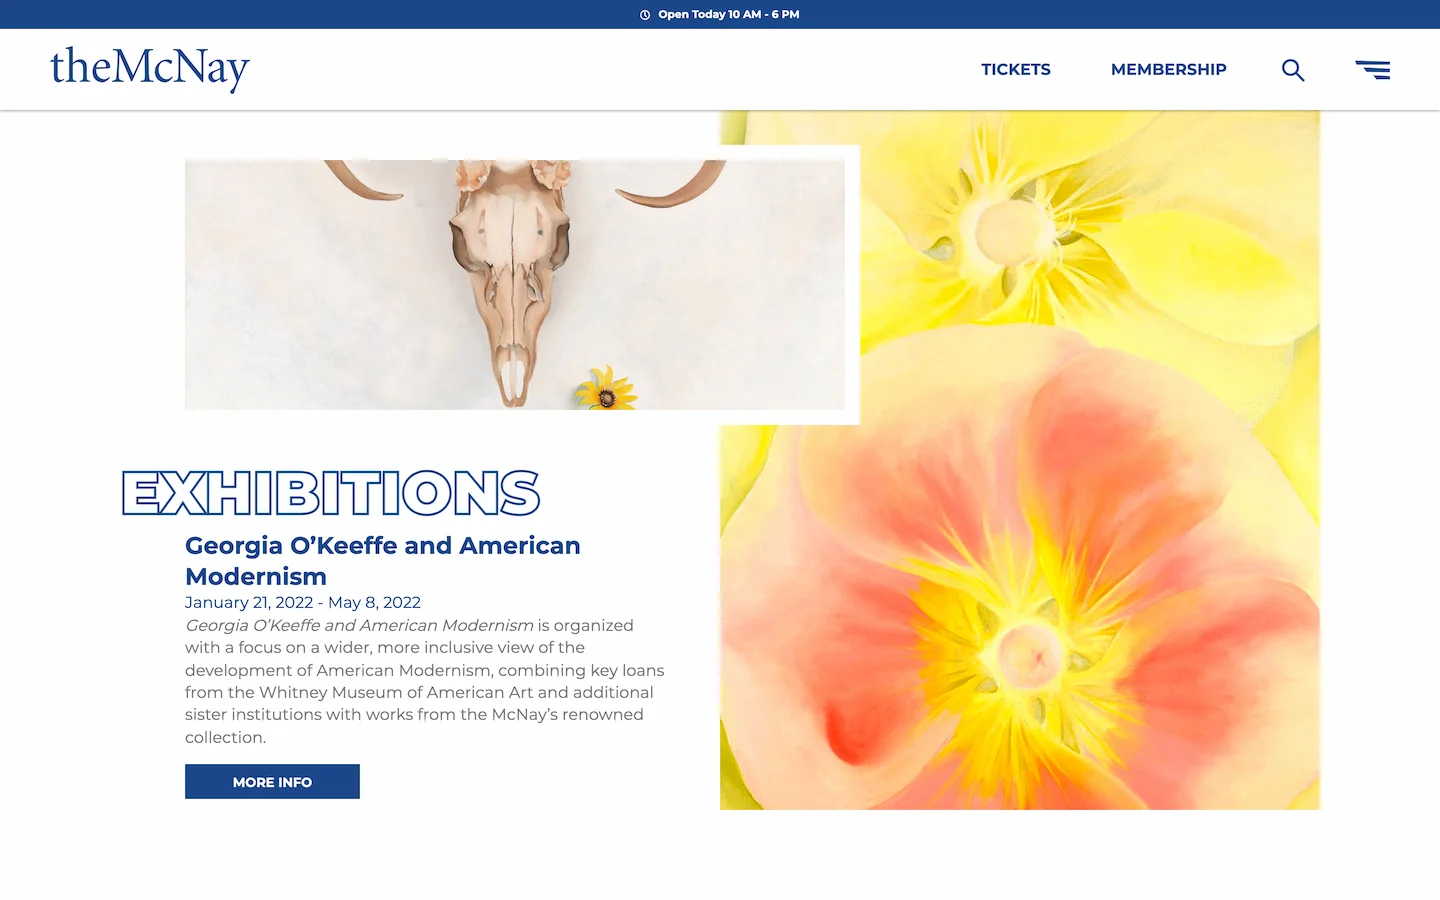 Open Today 10 AM - 6 PM
theMcNay
TICKETS
MEMBERSHIP
EXHIBITIONS
Georgia O’Keeffe and American
Modernism
January 21, 2022 - May 8, 2022
Georgia O’Keeffe and American Modernism is organized
with a focus on a wider, more inclusive view of the
development of American Modernism, combining key loans
from the Whitney Museum of American Art and additional
sister institutions with works from the McNay’s renowned
collection.
MORE INFO